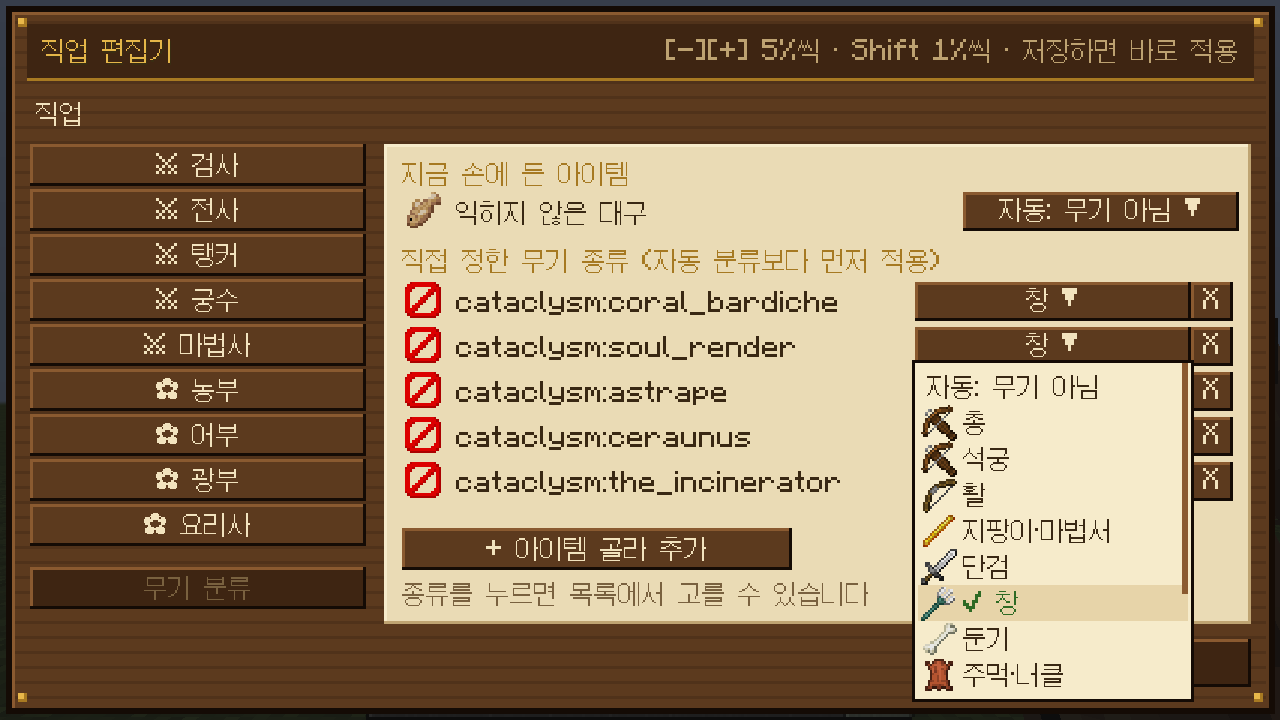 직업 편집기
[-][+] 5%씩 · Shift 1%씩 · 저장하면 바로 적용
직업
검사
전사
탱커
궁수
마법사
농부
어부
광부
요리사
무기 분류
지금 손에 든 아이템
익히지 않은 대구
자동: 무기 아님 ▼
직접 정한 무기 종류 (자동 분류보다 먼저 적용)
cataclysm:coral_bardiche
창 ▼ X
cataclysm:soul_render
창 ▼ X
cataclysm:astrape
X
cataclysm:ceraunus
X
cataclysm:the_incinerator
X
+ 아이템 골라 추가
종류를 누르면 목록에서 고를 수 있습니다
자동: 무기 아님
총
석궁
활
지팡이·마법서
단검
✓ 창
둔기
주먹·너클